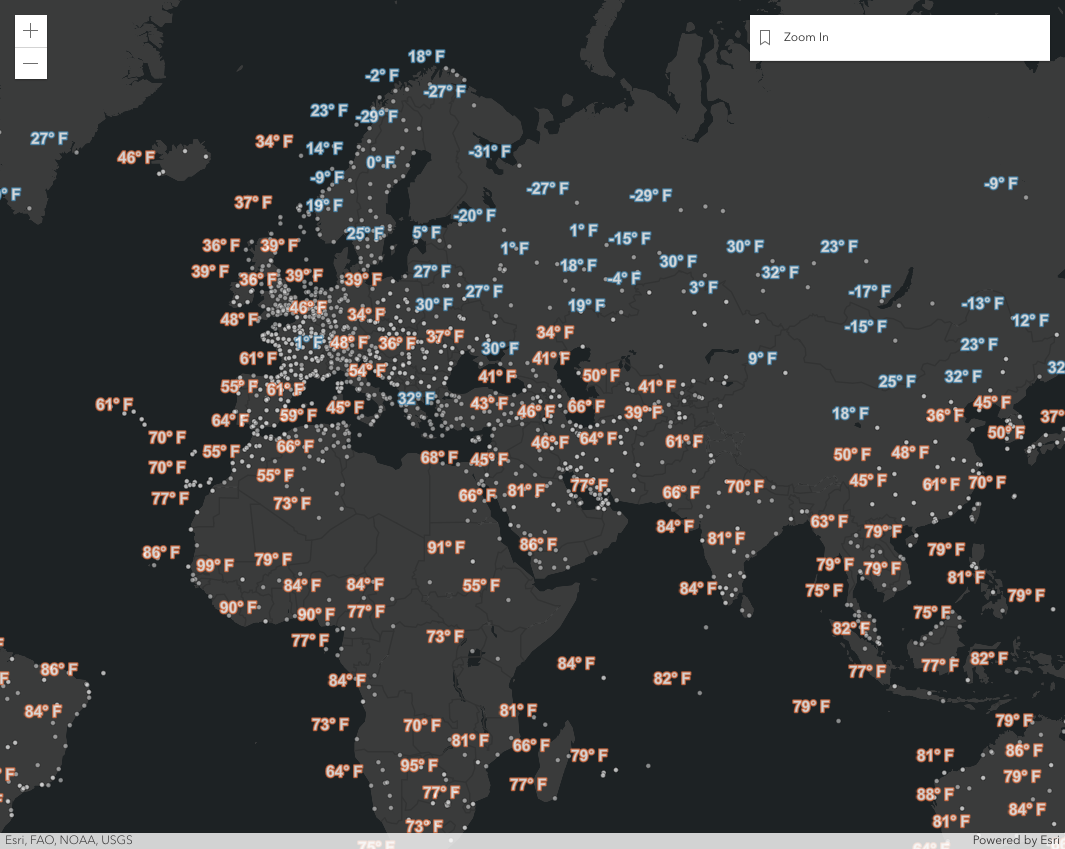 Zoom In
18° F
-2° F
-27° F
23° F
-29° F
27° F
34° F
14° F
46° F
-31° F
0° F
-9° F
-9° F
-27° F
-29° F
37° F
19° F
-20° F
25° F
5° F
1° F
-15° F
36° F
39° F
1° F
30° F
23° F
30° F
39° F
36° F
39° F
39° F
27° F
18° F
-4° F
32° F
3° F
-17° F
27° F
46° F
30° F
19° F
-13° F
48° F
34° F
12° F
-15° F
34° F
37° F
1° F
48° F
36° F
30° F
23° F
61° F
41° F
9° F
54° F
41° F
50° F
32° F
32
25° F
55° F
61° F
41° F
32° F
61° F
43° F
45° F
66° F
46° F
39° F
18° F
36° F
45° F
37°
64° F
59° F
70° F
66° F
46° F
64° F
61° F
50° F
55° F
68° F
45° F
50° F
48° F
70° F
55° F
77° F
73° F
66° F
81° F
77° F
66° F
70° F
45° F
61° F
70° F
84° F
81° F
63° F
79° F
86° F
99° F
79° F
91° F
86° F
79° F
79° F
79° F
84° F
84° F
55° F
84° F
75° F
81° F
79° F
90° F
90° F
77° F
75° F
77° F
73° F
82° F
86° F
84° F
84° F
82° F
77° F
77° F
82° F
84° F
73° F
70° F
81° F
79° F
79° F
81° F
66° F
79° F
81° F
86° F
64° F
95° F
77° F
79° F
77° F
88° F
84° F
73° F
81° F
75° F
64° F
Esri, FAO, NOAA, USGS
Powered by Esri